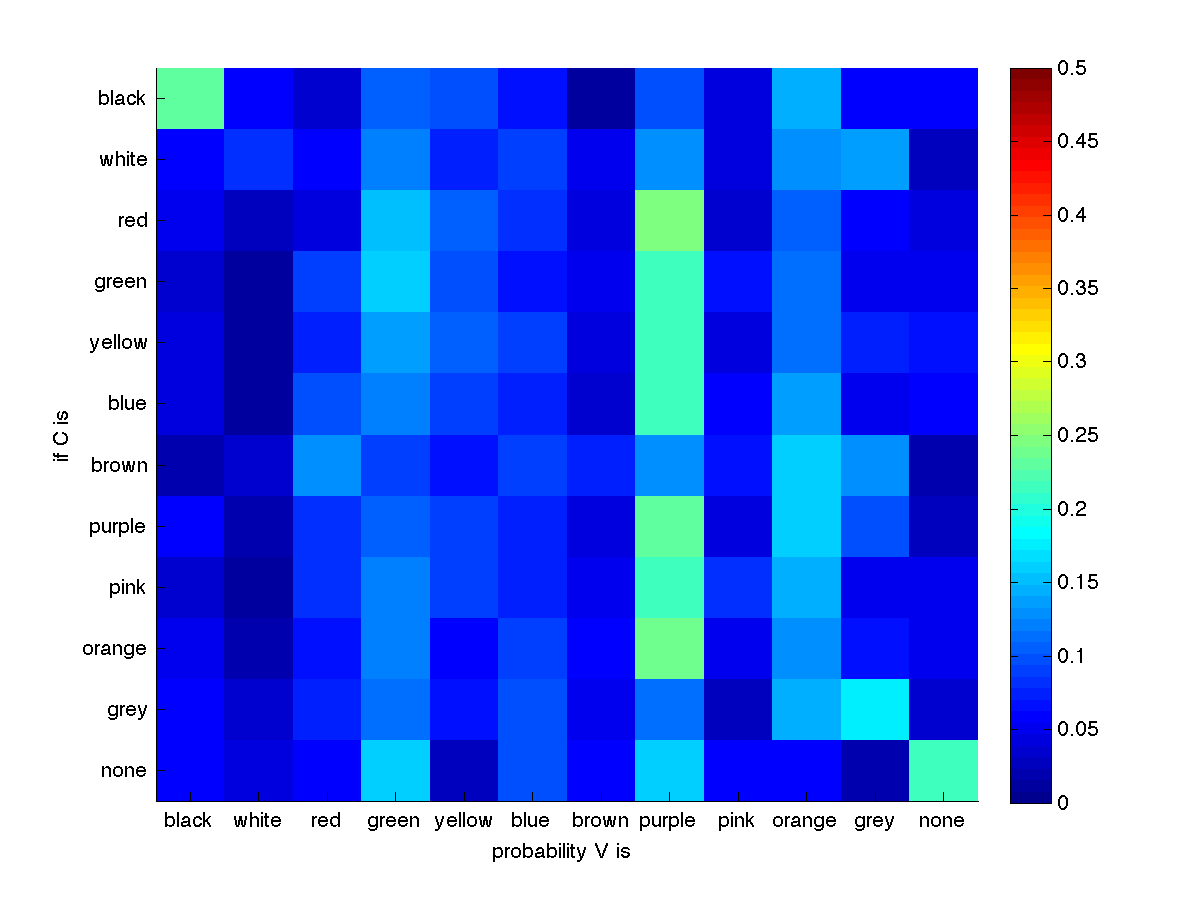 black
white
red
green
yellow
blue
brown
purple
pink
orange
grey
none
if C is
black white red green yellow blue brown purple pink orange grey none
probability V is
0.5
0.45
0.4
0.35
0.3
0.25
0.2
0.15
0.1
0.05
0